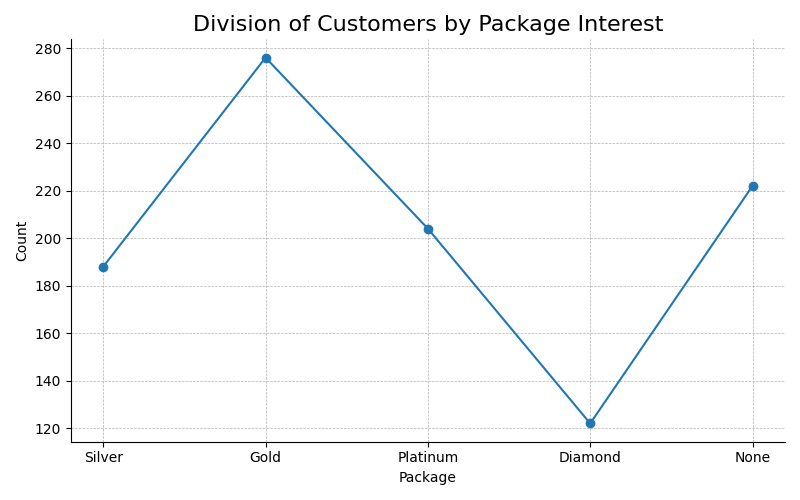 Division of Customers by Package Interest
280
260
240
220
200
180
160
140
120
Count
Silver Gold Platinum Diamond None
Package